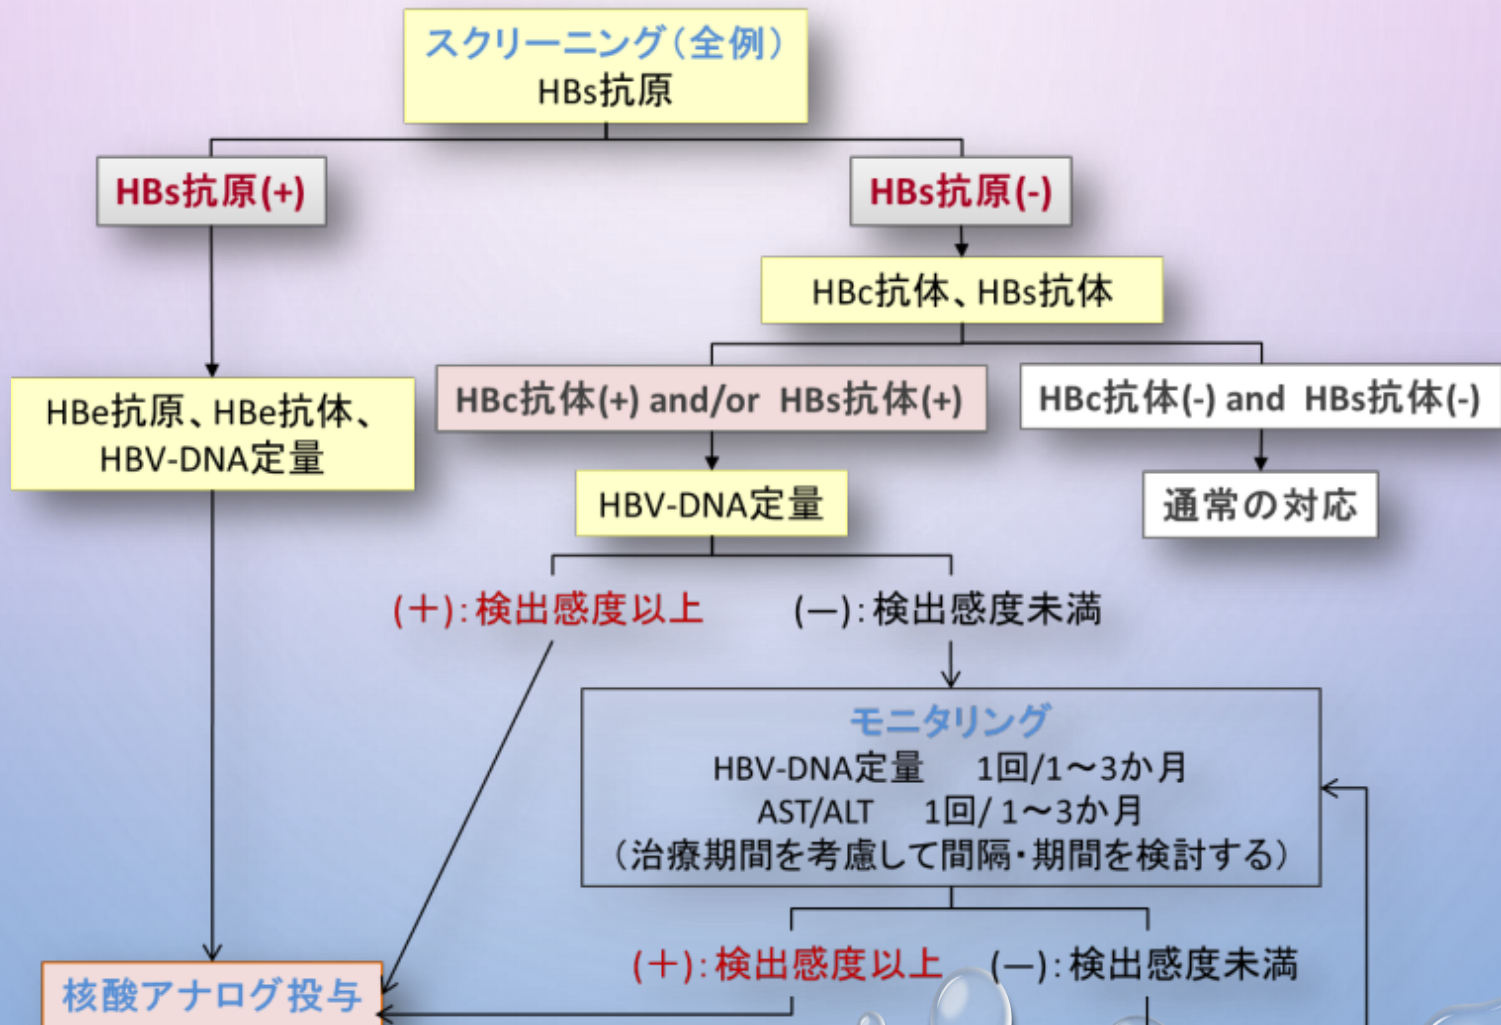 スクリーニング（全例）
HBs抗原
HBs抗原(+)
HBs抗原(-)
HBc抗体、HBs抗体
HBe抗原、HBe抗体、
HBV-DNA定量
HBc抗体(+) and/or HBs抗体(+)
HBc抗体(-) and HBs抗体(-)
HBV-DNA定量
通常の対応
(＋)：検出感度以上
(－)：検出感度未満
モニタリング
HBV-DNA定量 1回/1～3か月
AST/ALT 1回/ 1～3か月
（治療期間を考慮して間隔・期間を検討する）
(＋)：検出感度以上
(－)：検出感度未満
核酸アナログ投与